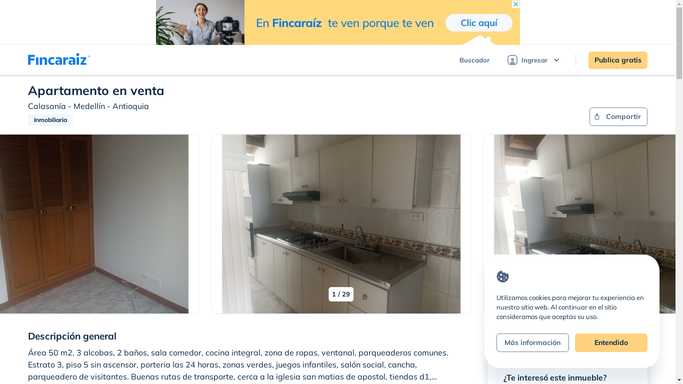 En Fincaraíz te ven porque te ven
Clic aquí
Fincaraiz
Buscador
Ingresar
Publica gratis
Apartamento en venta
Calasanía - Medellín - Antioquia
Inmobiliaria
Compartir
1 / 29
Utilizamos cookies para mejorar tu experiencia en
nuestro sitio web. Al continuar en el sitio
consideramos que aceptas su uso.
Más información
Entendido
Descripción general
Área 50 m2, 3 alcobas, 2 baños, sala comedor, cocina integral, zona de ropas, ventanal, parqueaderos comunes.
Estrato 3, piso 5 sin ascensor, porteria las 24 horas, zonas verdes, juegos infantiles, salón social, cancha,
parqueadero de visitantes. Buenas rutas de transporte, cerca a la iglesia san matias de apostol, tiendas d1,...
¿Te interesó este inmueble?